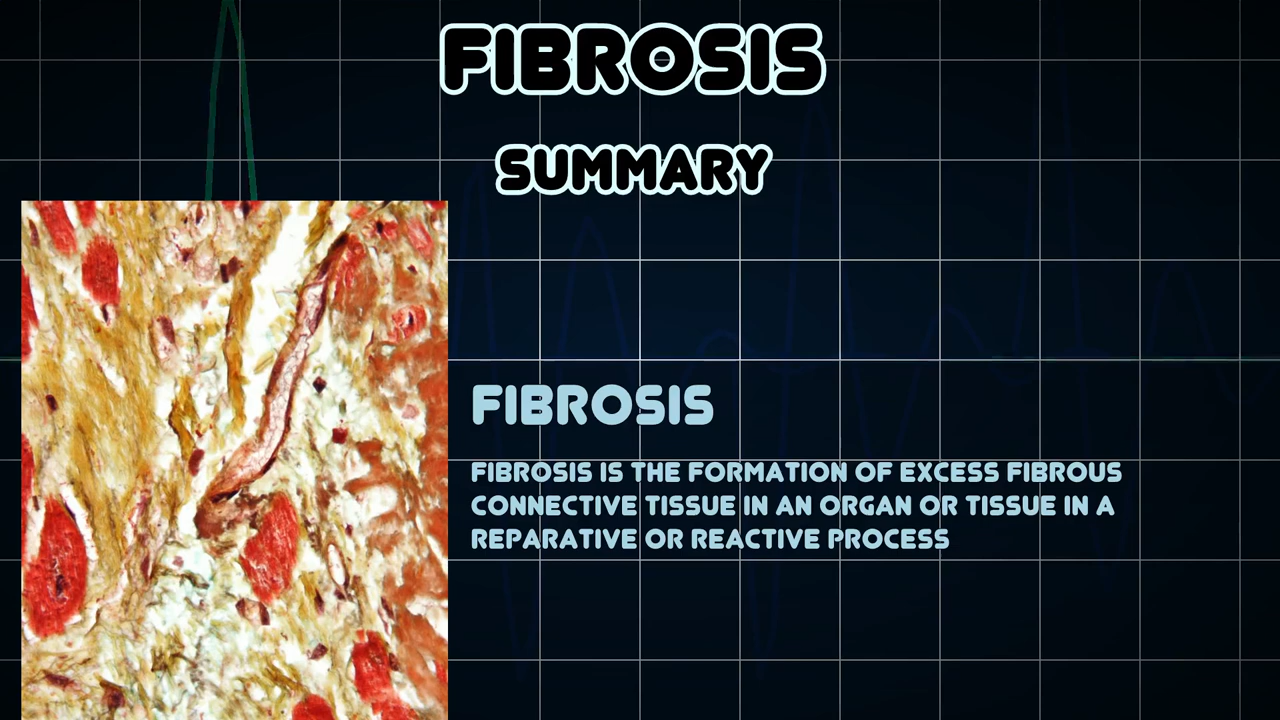 FIBROSIS
SUMMARY
FIBROSIS
FIBROSIS IS THE FORMATION OF EXCESS FIBROUS
CONNECTIVE TISSUE IN AN ORGAN OR TISSUE IN A
REPARATIVE OR REACTIVE PROCESS